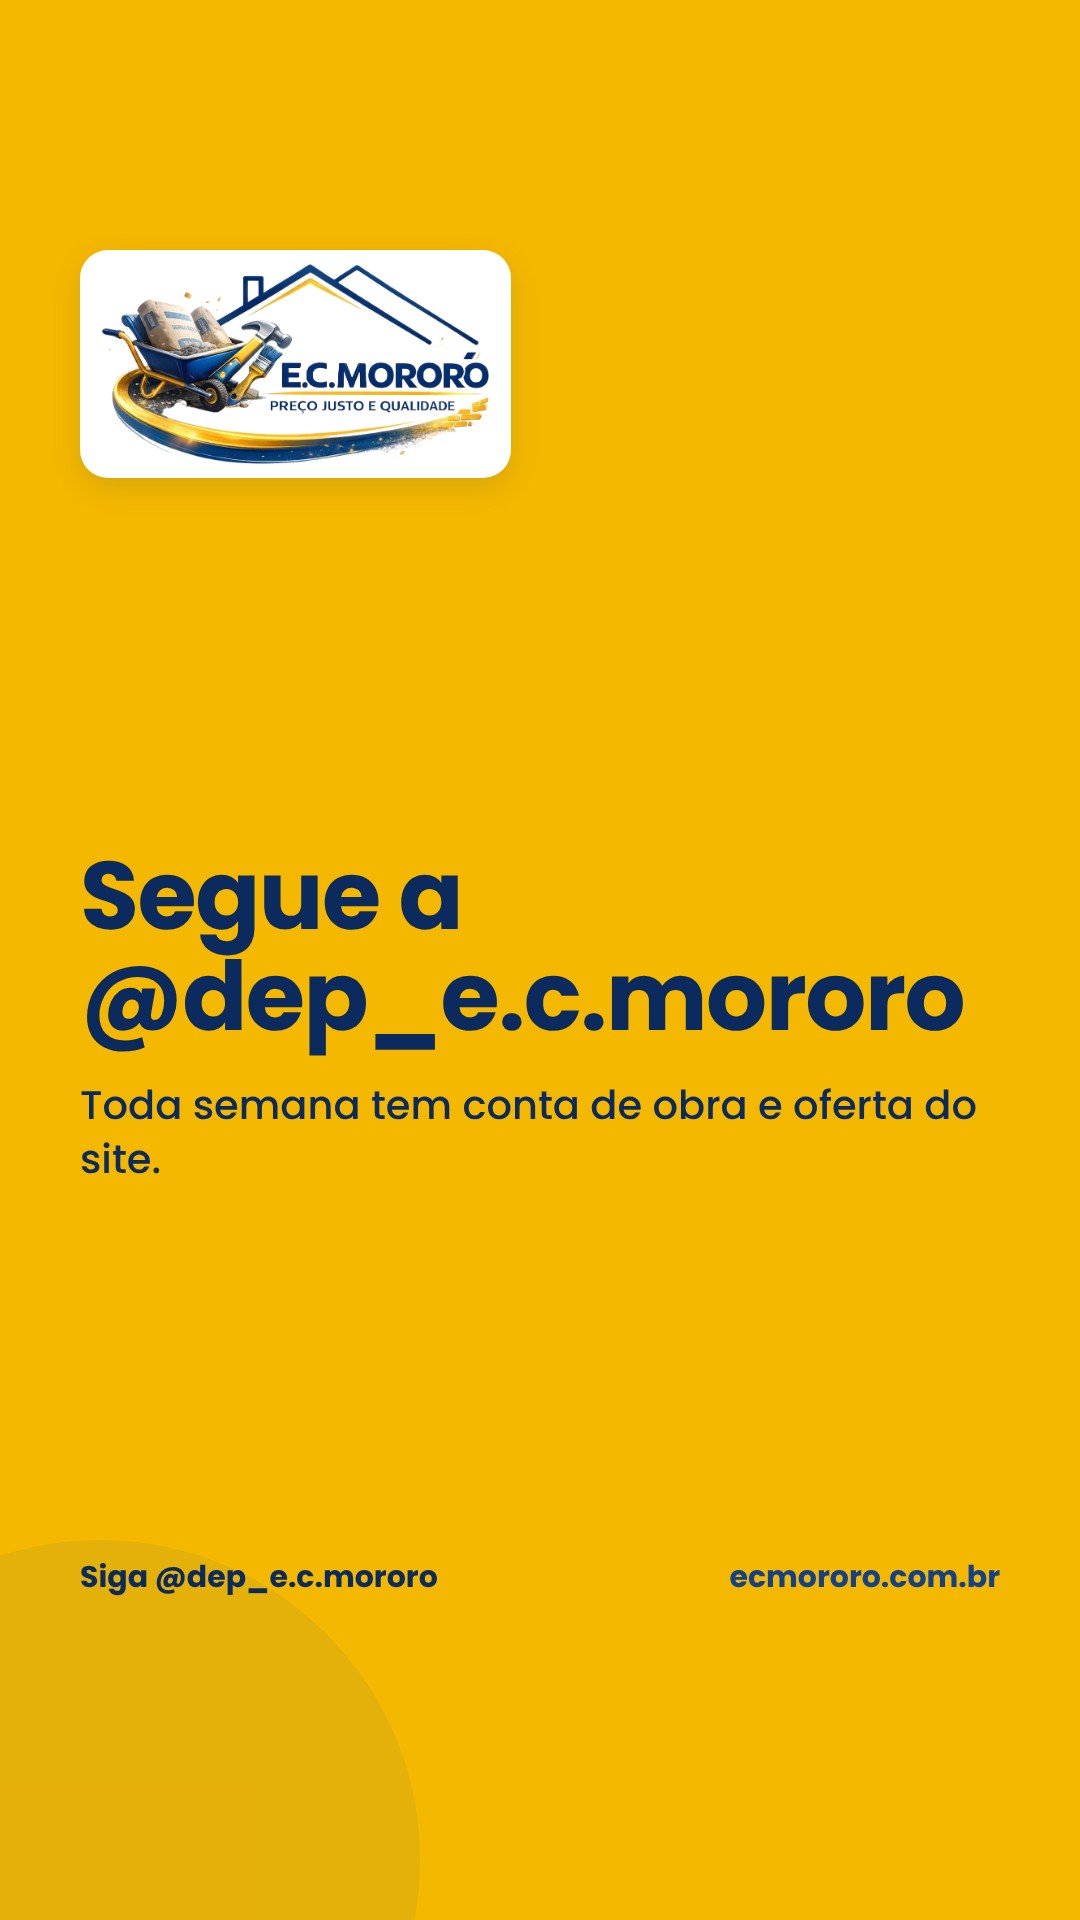 E.C.MORORÓ
PREÇO JUSTO E QUALIDADE
Segue a
@dep_e.c.mororo
Toda semana tem conta de obra e oferta do
site.
Siga @dep_e.c.mororo
ecmororo.com.br